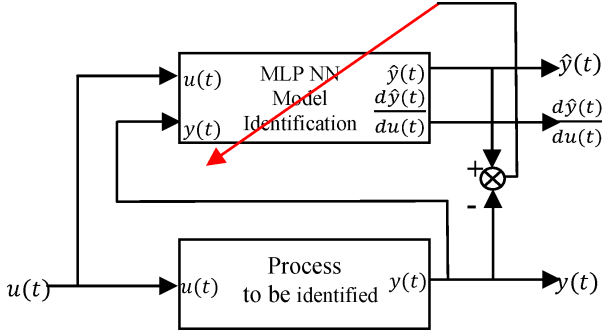 MLP NN
Model
Identification
u(t)
y(t)
ŷ(t)
dŷ(t)
du(t)
ŷ(t)
dŷ(t)
du(t)
+
-
Process
to be identified
u(t)
u(t)
y(t)
y(t)